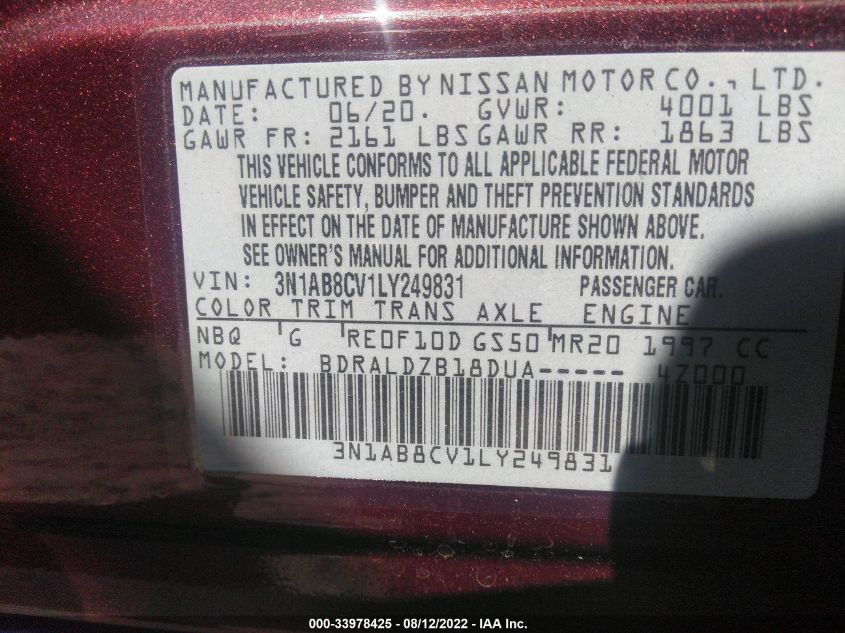 MANUFACTURED BY NISSAN MOTOR CO., LTD.
DATE: 06/20. GVWR: 4001 LBS
GAWR FR: 2161 LBS GAWR RR: 1863 LBS
THIS VEHICLE CONFORMS TO ALL APPLICABLE FEDERAL MOTOR
VEHICLE SAFETY, BUMPER AND THEFT PREVENTION STANDARDS
IN EFFECT ON THE DATE OF MANUFACTURE SHOWN ABOVE.
SEE OWNER'S MANUAL FOR ADDITIONAL INFORMATION.
VIN: 3N1AB8CV1LY249831 PASSENGER CAR.
COLOR TRIM TRANS AXLE ENGINE
NBQ G RE0F10D GS50 MR20 1997 CC
MODEL: BDRALDZB18DUA----- 4Z000
3N1AB8CV1LY249831
000-33978425 - 08/12/2022 - IAA Inc.